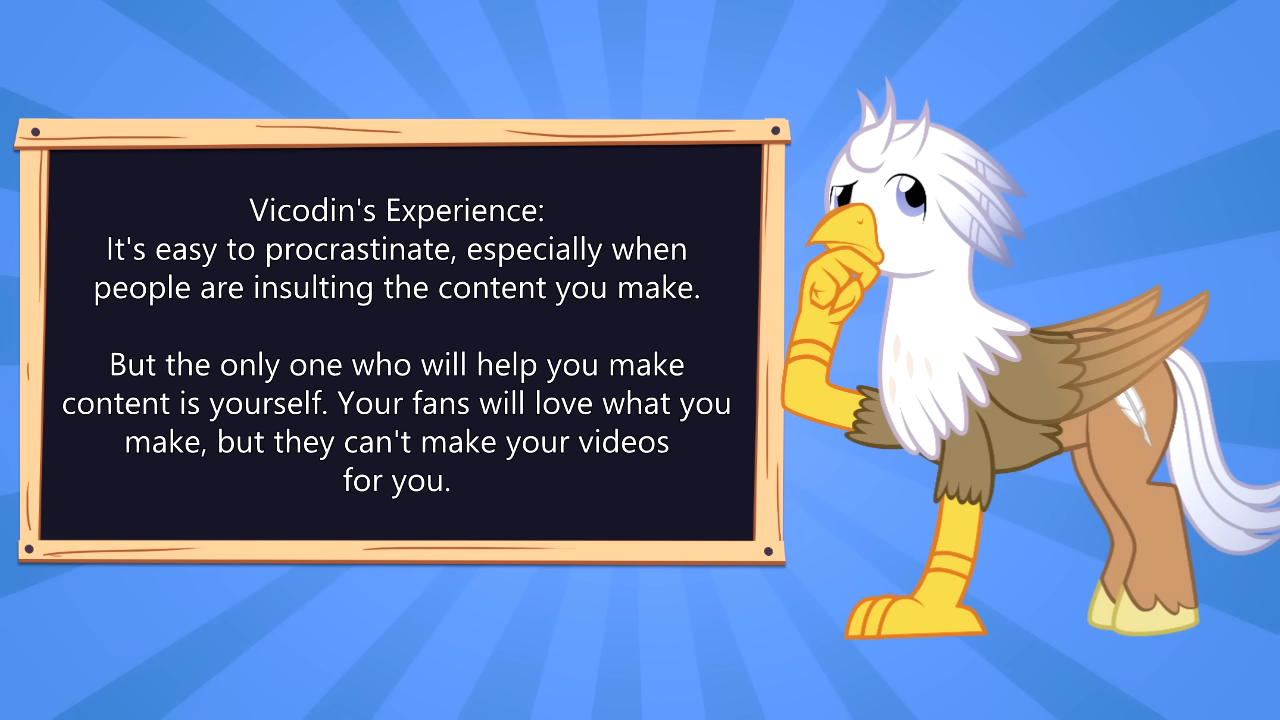 Vicodin's Experience:
It's easy to procrastinate, especially when
people are insulting the content you make.
But the only one who will help you make
content is yourself. Your fans will love what you
make, but they can't make your videos
for you.